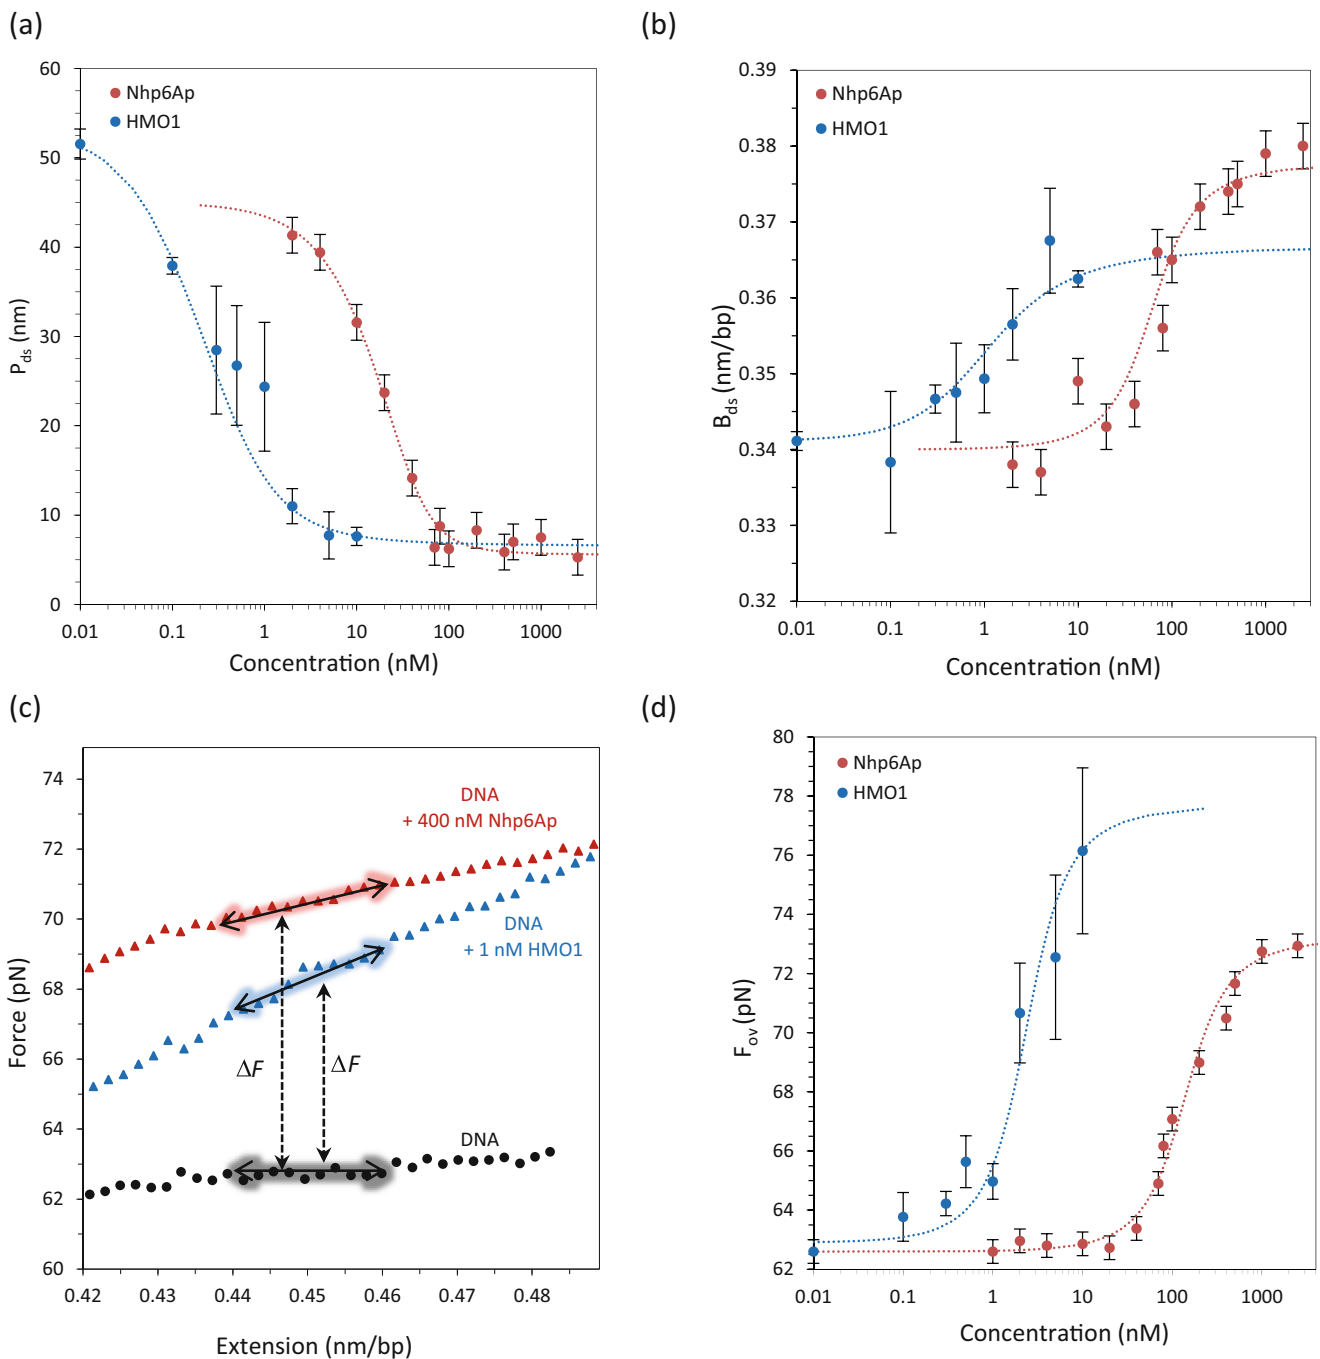 (a)
60
50
40
30
20
10
0
P_ds (nm)
Nhp6Ap
HMO1
0.01 0.1 1 10 100 1000
Concentration (nM)
(b)
0.39
0.38
0.37
0.36
0.35
0.34
0.33
0.32
B_ds (nm/bp)
Nhp6Ap
HMO1
0.01 0.1 1 10 100 1000
Concentration (nM)
(c)
74
72
70
68
66
64
62
60
Force (pN)
DNA
+ 400 nM Nhp6Ap
DNA
+ 1 nM HMO1
ΔF
ΔF
DNA
0.42 0.43 0.44 0.45 0.46 0.47 0.48
Extension (nm/bp)
(d)
80
78
76
74
72
70
68
66
64
62
F_ov (pN)
Nhp6Ap
HMO1
0.01 0.1 1 10 100 1000
Concentration (nM)